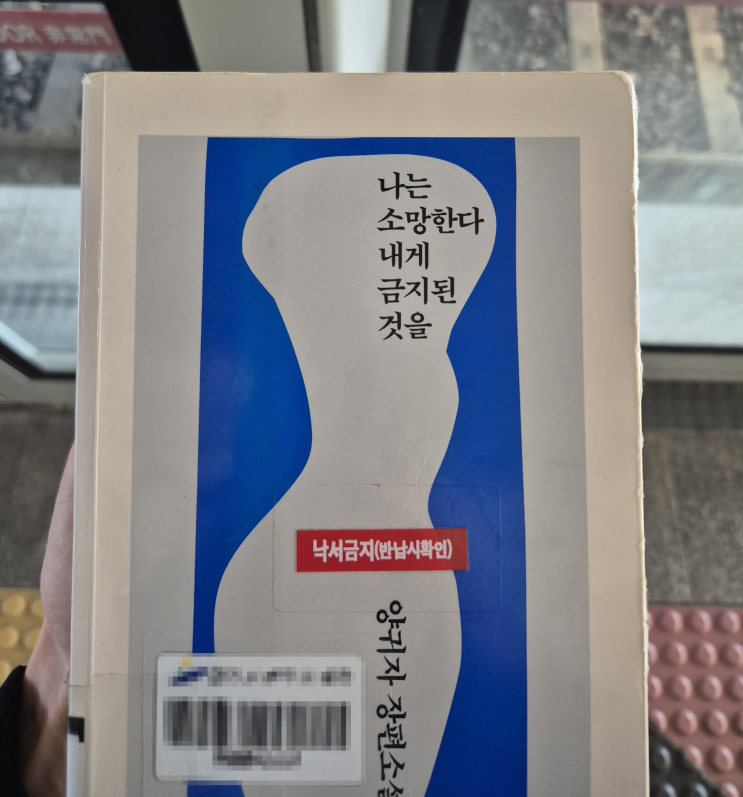 나는
소망한다
내게
금지된
것을
낙서금지(반납시확인)
양귀자 장편소설